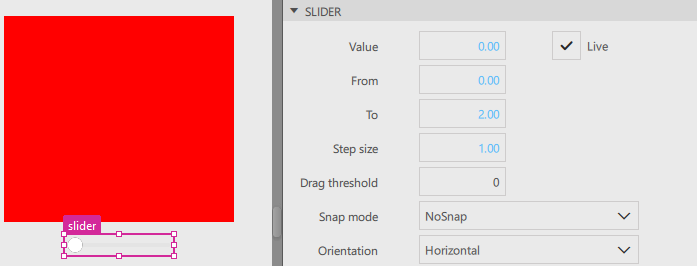 SLIDER
Value 0.00 Live
From 0.00
To 2.00
Step size 1.00
Drag threshold 0
slider
Snap mode NoSnap
Orientation Horizontal